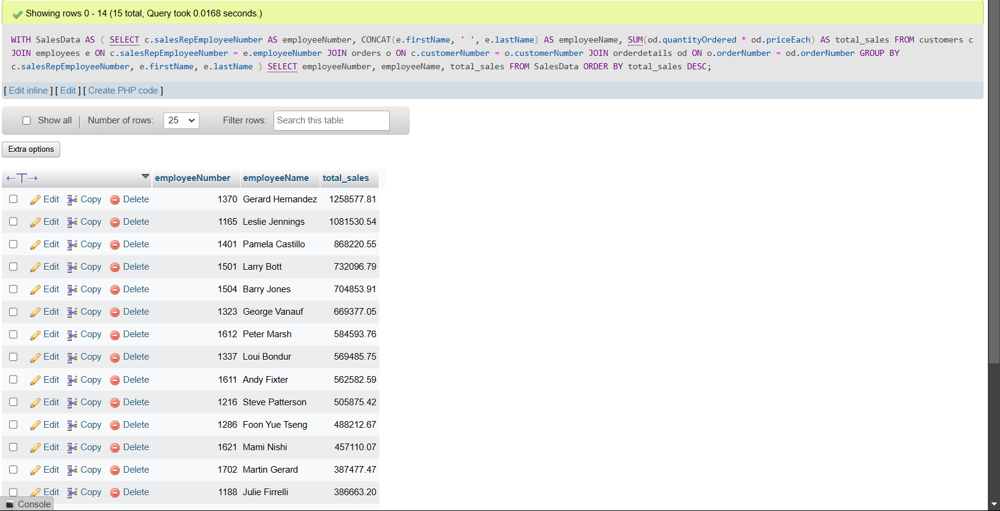 Showing rows 0 - 14 (15 total, Query took 0.0168 seconds.)
WITH SalesData AS ( SELECT c.salesRepEmployeeNumber AS employeeNumber, CONCAT(e.firstName, ' ', e.lastName) AS employeeName, SUM(od.quantityOrdered * od.priceEach) AS total_sales FROM customers c
JOIN employees e ON c.salesRepEmployeeNumber = e.employeeNumber JOIN orders o ON c.customerNumber = o.customerNumber JOIN orderdetails od ON o.orderNumber = od.orderNumber GROUP BY
c.salesRepEmployeeNumber, e.firstName, e.lastName ) SELECT employeeNumber, employeeName, total_sales FROM SalesData ORDER BY total_sales DESC;
[ Edit inline ] [ Edit ] [ Create PHP code ]
Show all | Number of rows: 25 Filter rows: Search this table
Extra options
←T→ employeeNumber employeeName total_sales
Edit Copy Delete 1370 Gerard Hernandez 1258577.81
Edit Copy Delete 1165 Leslie Jennings 1081530.54
Edit Copy Delete 1401 Pamela Castillo 868220.55
Edit Copy Delete 1501 Larry Bott 732096.79
Edit Copy Delete 1504 Barry Jones 704853.91
Edit Copy Delete 1323 George Vanauf 669377.05
Edit Copy Delete 1612 Peter Marsh 584593.76
Edit Copy Delete 1337 Loui Bondur 569485.75
Edit Copy Delete 1611 Andy Fixter 562582.59
Edit Copy Delete 1216 Steve Patterson 505875.42
Edit Copy Delete 1286 Foon Yue Tseng 488212.67
Edit Copy Delete 1621 Mami Nishi 457110.07
Edit Copy Delete 1702 Martin Gerard 387477.47
Edit Copy Delete 1188 Julie Firrelli 386663.20
Console